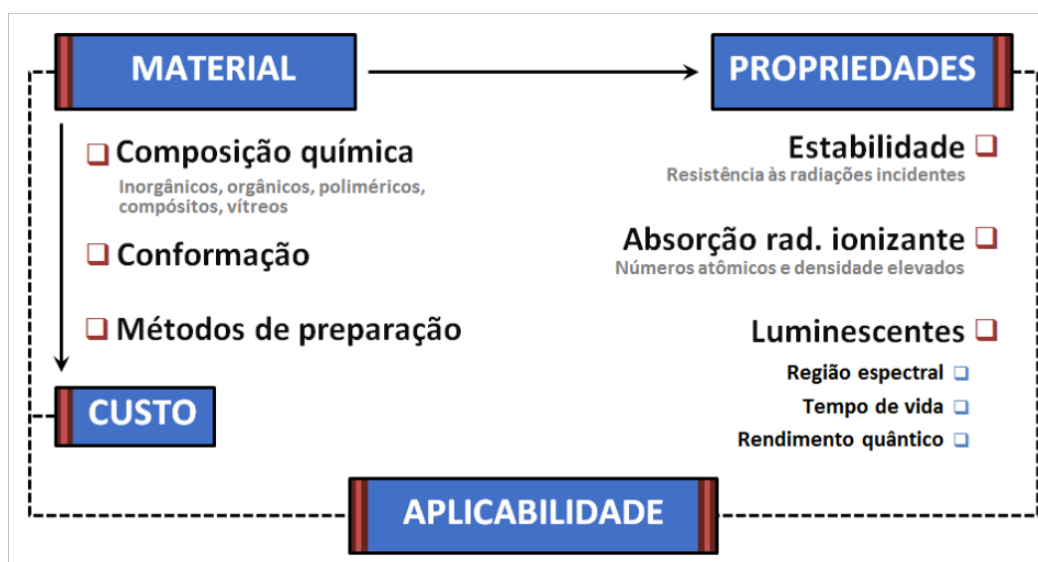 MATERIAL
PROPRIEDADES
Composição química
Inorgânicos, orgânicos, poliméricos,
compósitos, vítreos
Conformação
Métodos de preparação
CUSTO
Estabilidade
Resistência às radiações incidentes
Absorção rad. ionizante
Números atômicos e densidade elevados
Luminescentes
Região espectral
Tempo de vida
Rendimento quântico
APLICABILIDADE